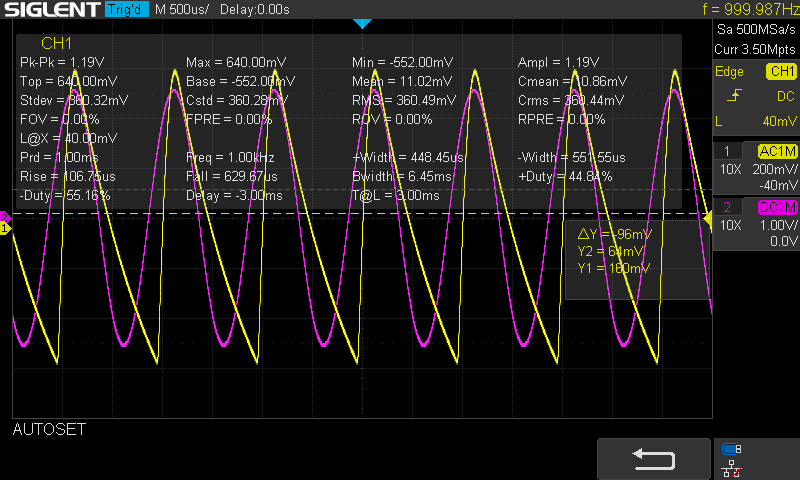 SIGLENT Trig'd M 500us/ Delay:0.00s f = 999.987Hz
Sa 500MSa/s
Curr 3.50Mpts
CH1
Pk-Pk = 1.19V Max = 640.00mV Min = -552.00mV Ampl = 1.19V
Top = 640.00mV Base = -552.00mV Mean = 11.02mV Cmean = 10.86mV
Stdev = 360.32mV Cstd = 360.28mV RMS = 360.49mV Crms = 360.44mV
FOV = 0.00% FPRE = 0.00% ROV = 0.00% RPRE = 0.00%
L@X = 40.00mV
Prd = 1.00ms Freq = 1.00kHz +Width = 448.45us -Width = 551.55us
Rise = 106.75us Fall = 629.67us Bwidth = 6.45ms +Duty = 44.84%
-Duty = 55.16% Delay = -3.00ms T@L = 3.00ms
Edge CH1
DC
L 40mV
1 AC1M
10X 200mV/
-40mV
2 DC1M
10X 1.00V/
0.0V
2
1
ΔY = -96mV
Y2 = 64mV
Y1 = 160mV
AUTOSET